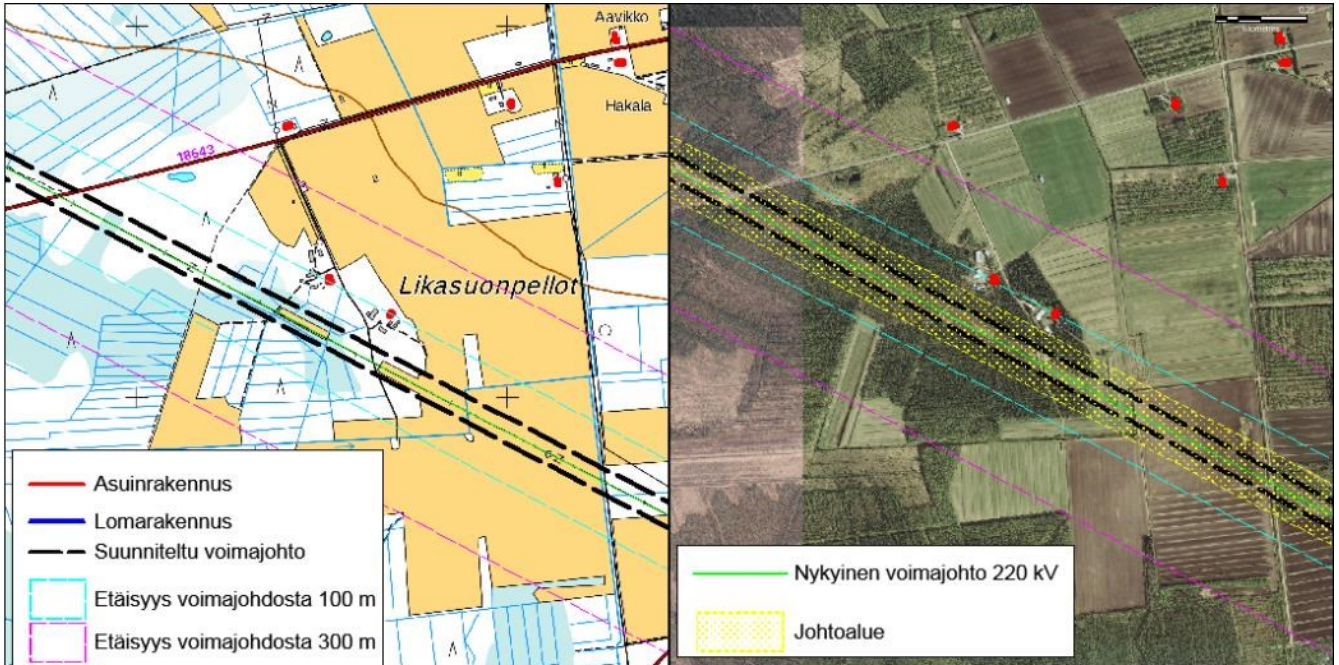 Aavikko
Hakala
18643
Likasuonpellot
Asuinrakennus
Lomarakennus
Suunniteltu voimajohto
Etäisyys voimajohdosta 100 m
Etäisyys voimajohdosta 300 m
Nykyinen voimajohto 220 kV
Johtoalue